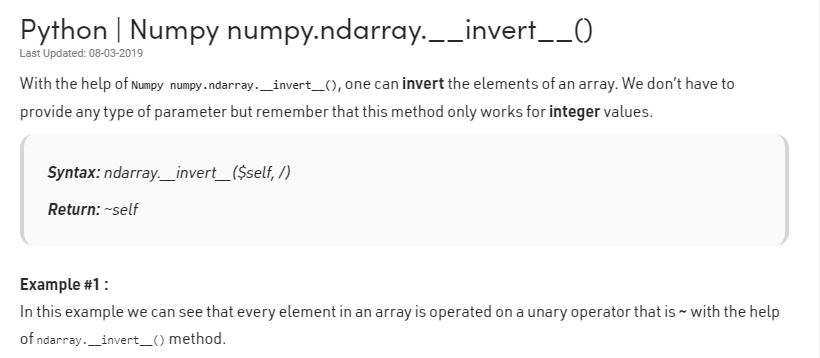 Python | Numpy numpy.ndarray.__invert__()
Last Updated: 08-03-2019
With the help of Numpy numpy.ndarray.__invert__(), one can invert the elements of an array. We don't have to
provide any type of parameter but remember that this method only works for integer values.
Syntax: ndarray.__invert__($self, /)
Return: ~self
Example #1 :
In this example we can see that every element in an array is operated on a unary operator that is ~ with the help
of ndarray.__invert__() method.